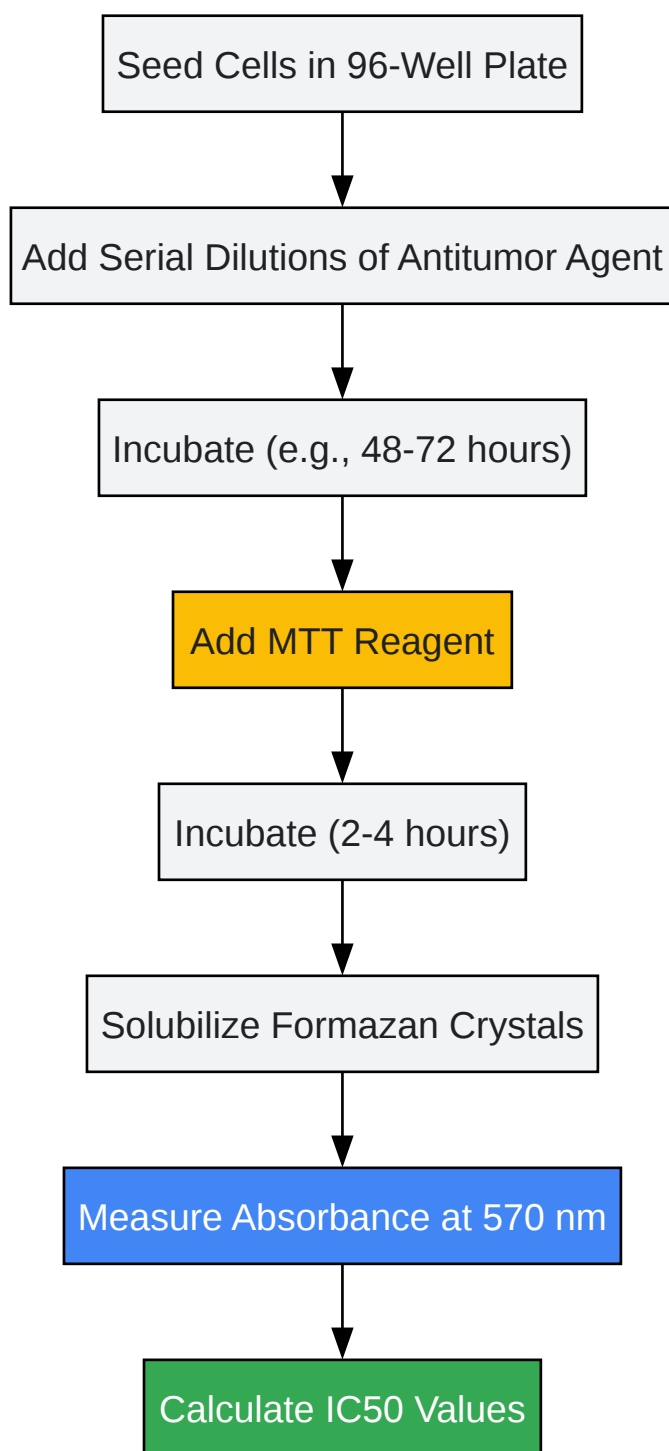 Seed Cells in 96-Well Plate
Add Serial Dilutions of Antitumor Agent
Incubate (e.g., 48-72 hours)
Add MTT Reagent
Incubate (2-4 hours)
Solubilize Formazan Crystals
Measure Absorbance at 570 nm
Calculate IC50 Values